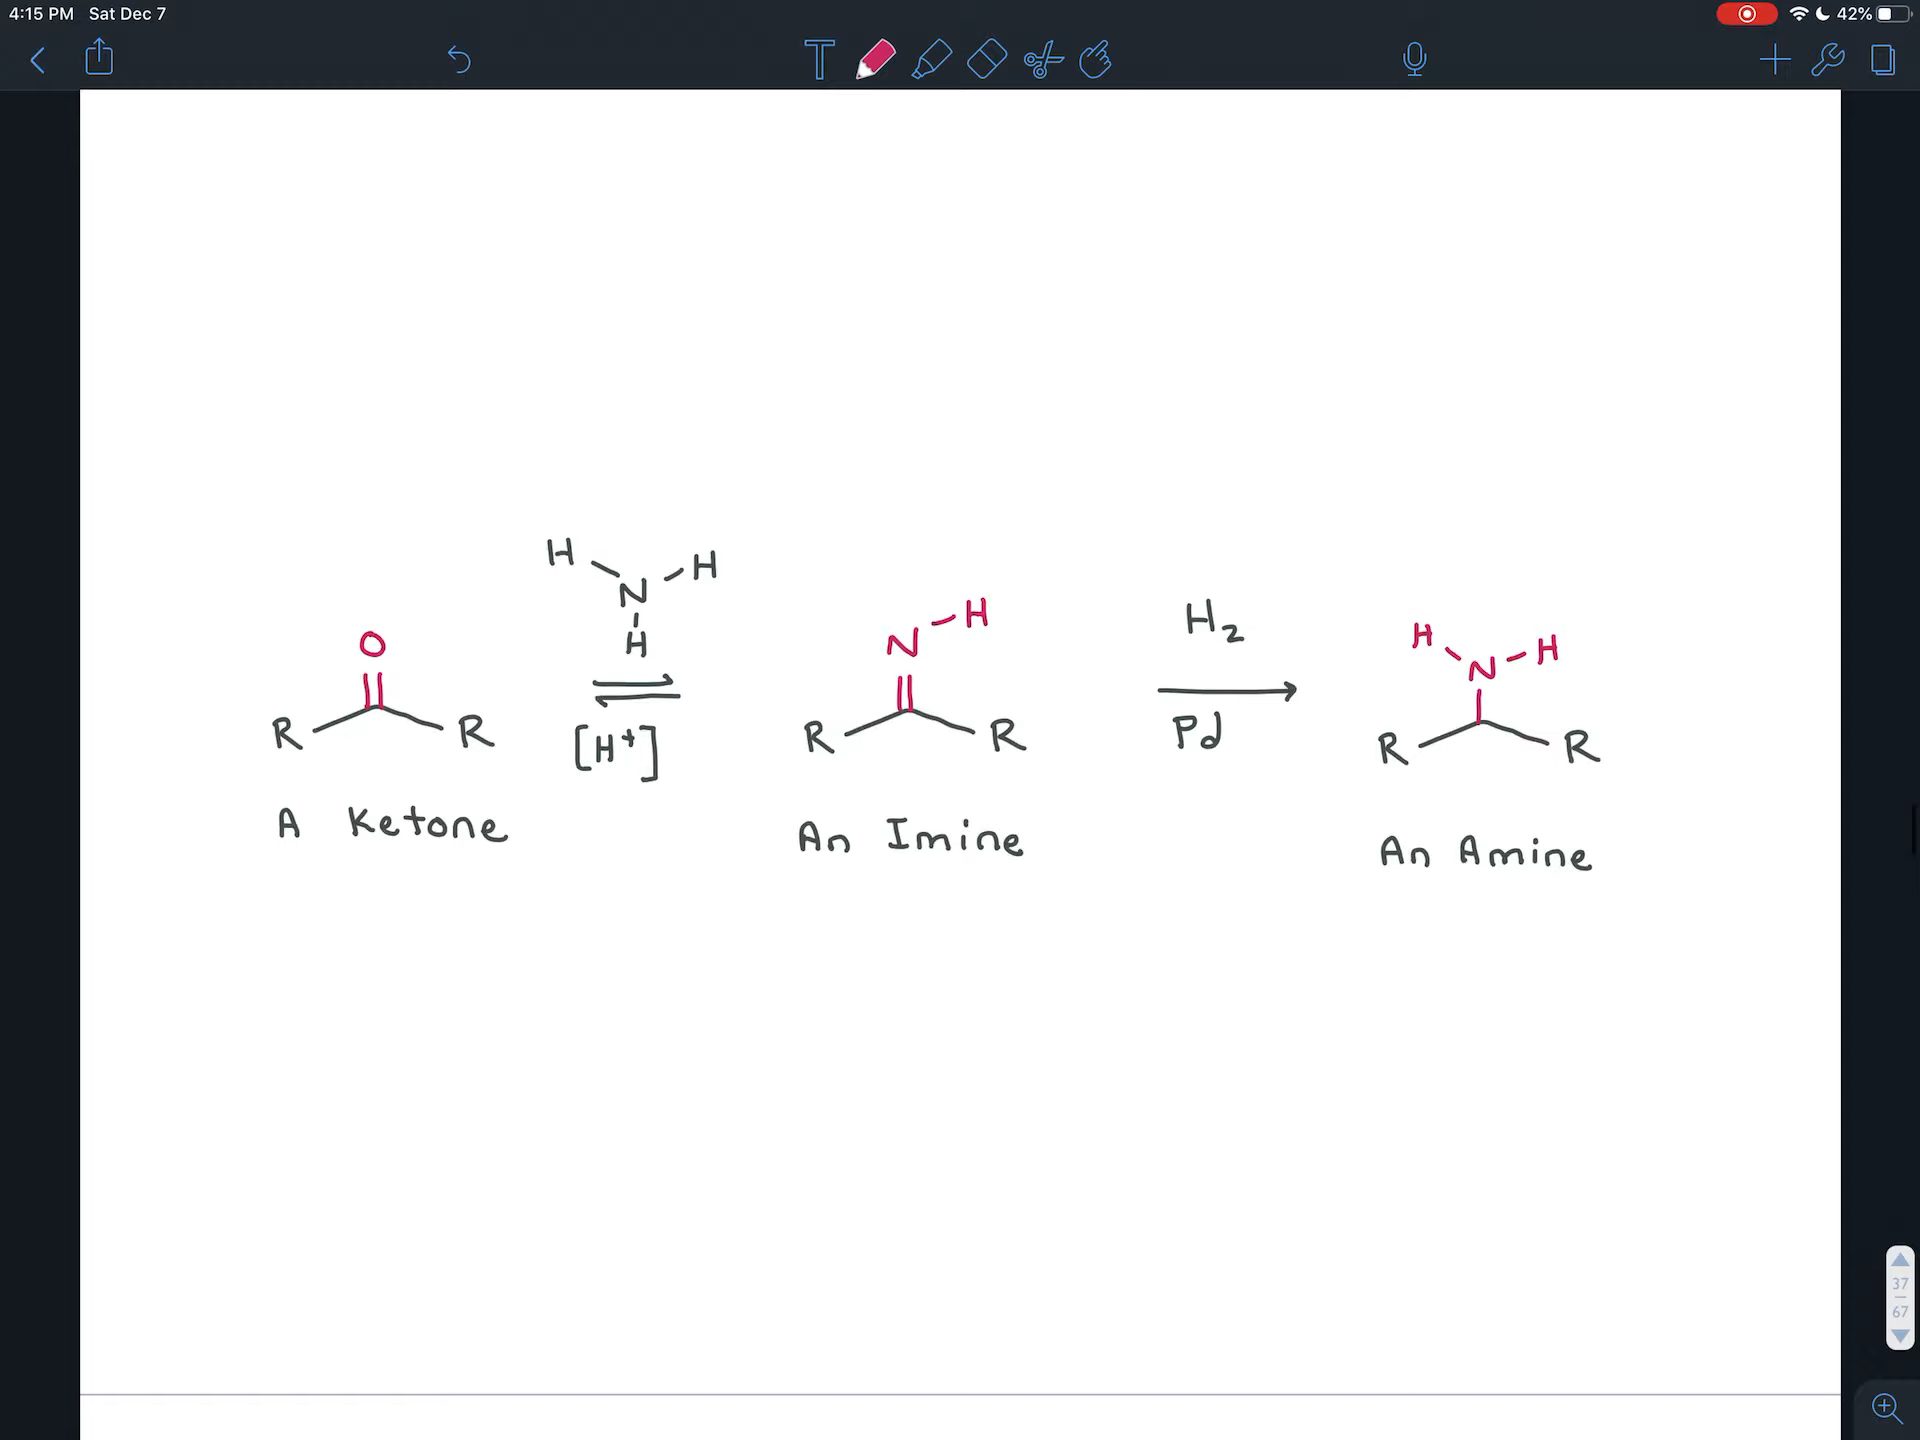 4:15 PM Sat Dec 7
42%
T
H
N
H
H
O
R
R
[H+]
A Ketone
N
H
R
R
An Imine
H2
Pd
H
N
H
R
R
An Amine
37
67